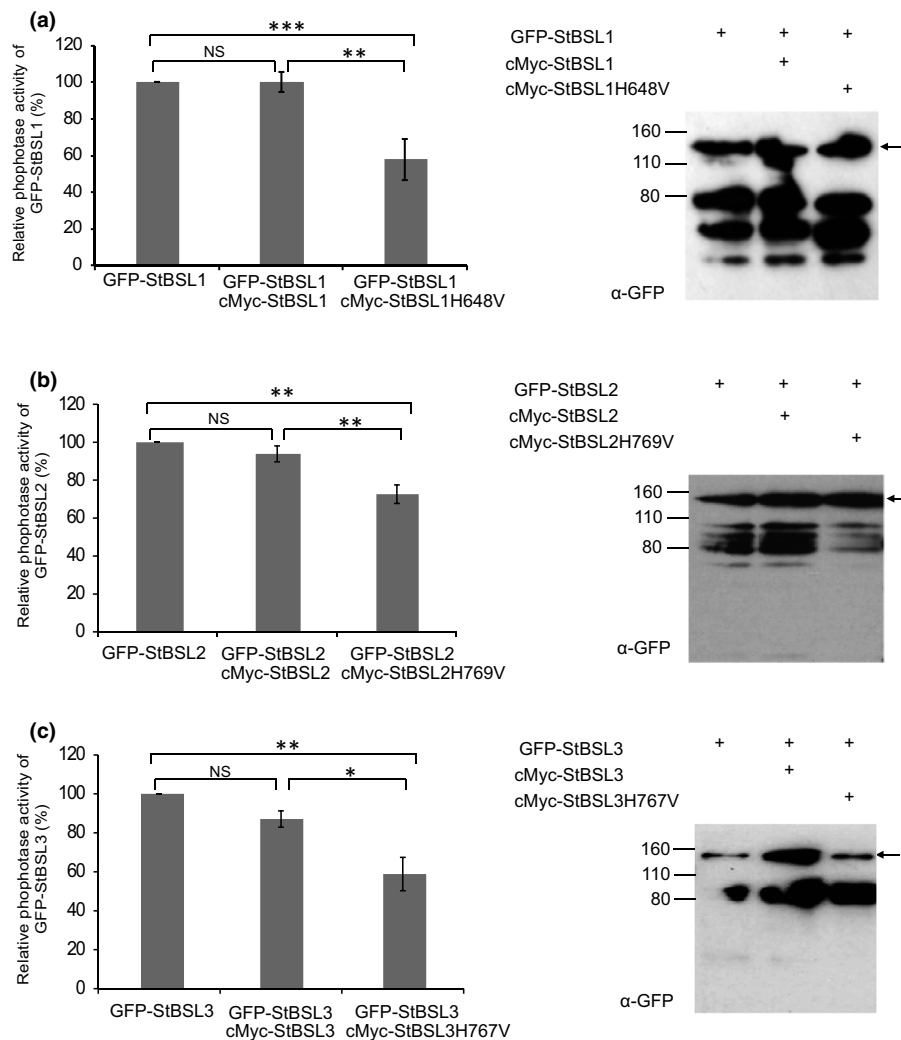 (a)
Relative phophotase activity of
GFP-StBSL1 (%)
120
100
80
60
40
20
0
***
NS
**
GFP-StBSL1
GFP-StBSL1
cMyc-StBSL1
GFP-StBSL1
cMyc-StBSL1H648V
GFP-StBSL1 + + +
cMyc-StBSL1 +
cMyc-StBSL1H648V +
160
110
80
α-GFP
(b)
Relative phophotase activity of
GFP-StBSL2 (%)
120
100
80
60
40
20
0
**
NS
**
GFP-StBSL2
GFP-StBSL2
cMyc-StBSL2
GFP-StBSL2
cMyc-StBSL2H769V
GFP-StBSL2 + + +
cMyc-StBSL2 +
cMyc-StBSL2H769V +
160
110
80
α-GFP
(c)
Relative phophotase activity of
GFP-StBSL3 (%)
120
100
80
60
40
20
0
**
NS
*
GFP-StBSL3
GFP-StBSL3
cMyc-StBSL3
GFP-StBSL3
cMyc-StBSL3H767V
GFP-StBSL3 + + +
cMyc-StBSL3 +
cMyc-StBSL3H767V +
160
110
80
α-GFP